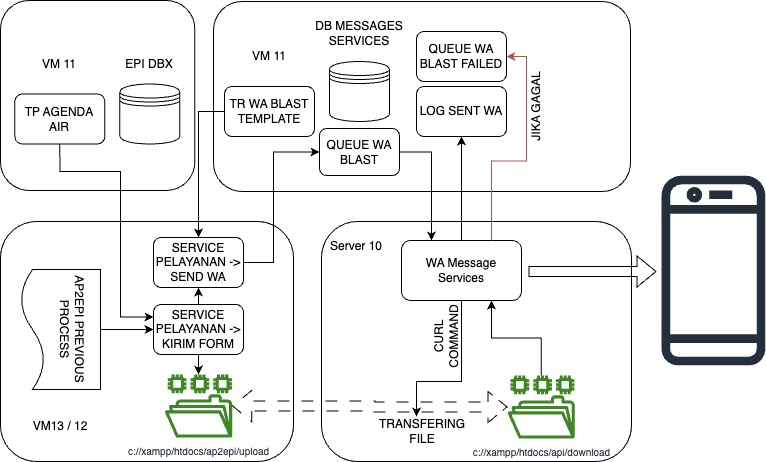 VM 11
EPI DBX
TP AGENDA
AIR
DB MESSAGES
SERVICES
VM 11
TR WA BLAST
TEMPLATE
QUEUE WA
BLAST
QUEUE WA
BLAST FAILED
LOG SENT WA
JIKA GAGAL
SERVICE
PELAYANAN ->
SEND WA
SERVICE
PELAYANAN ->
KIRIM FORM
AP2EPI PREVIOUS
PROCESS
VM13 / 12
c://xampp/htdocs/ap2epi/upload
Server 10
WA Message
Services
CURL
COMMAND
TRANSFERING
FILE
c://xampp/htdocs/api/download